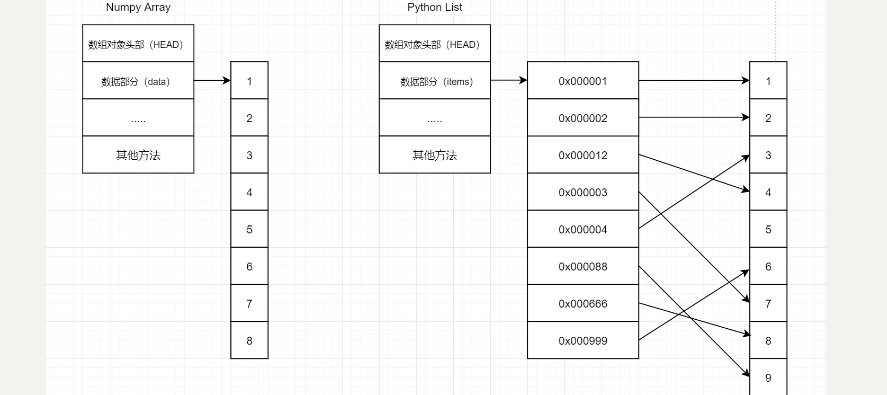 Numpy Array
Python List
数组对象头部（HEAD）
数据部分（data）
.....
其他方法
1
2
3
4
5
6
7
8
数组对象头部（HEAD）
数据部分（items）
.....
其他方法
0x000001
0x000002
0x000012
0x000003
0x000004
0x000088
0x000666
0x000999
1
2
3
4
5
6
7
8
9